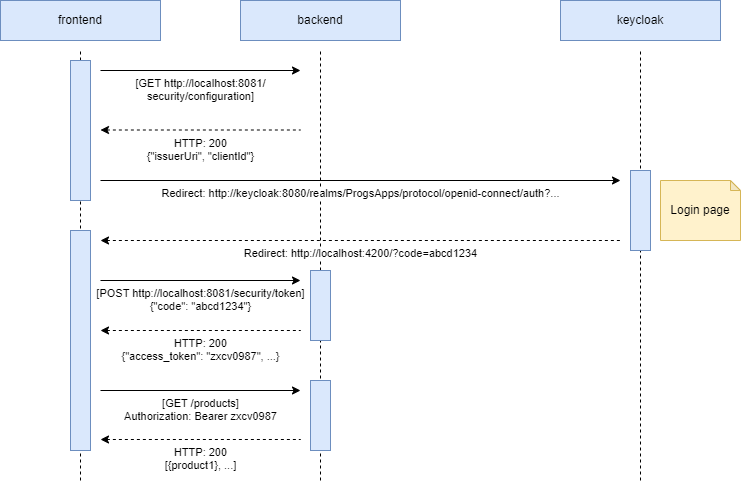 frontend
backend
keycloak
[GET http://localhost:8081/
security/configuration]
HTTP: 200
{"issuerUri", "clientId"}
Redirect: http://keycloak:8080/realms/ProgsApps/protocol/openid-connect/auth?...
Login page
Redirect: http://localhost:4200/?code=abcd1234
[POST http://localhost:8081/security/token]
{"code": "abcd1234"}
HTTP: 200
{"access_token": "zxcv0987", ...}
[GET /products]
Authorization: Bearer zxcv0987
HTTP: 200
[{product1}, ...]